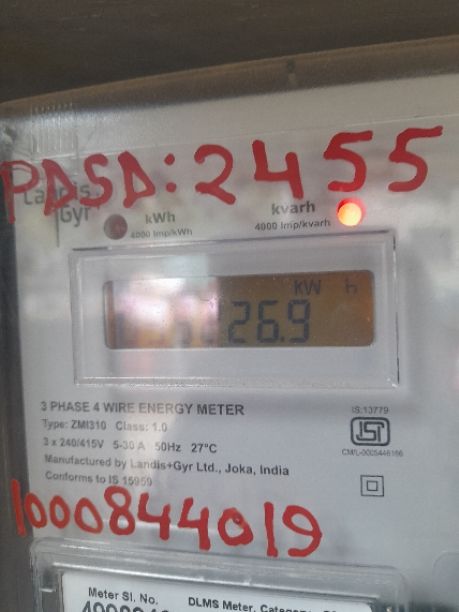 PDSD:2455
Landis
Gyr
kWh
4000 Imp/kWh
kvarh
4000 Imp/kvarh
kW h
26.9
3 PHASE 4 WIRE ENERGY METER
Type: ZMI310 Class: 1.0
3 x 240/415V 5-30 A 50Hz 27°C
Manufactured by Landis+Gyr Ltd., Joka, India
Conforms to IS 15959
IS:13779
ISI
1000844019
Meter Sl. No.
DLMS Meter,